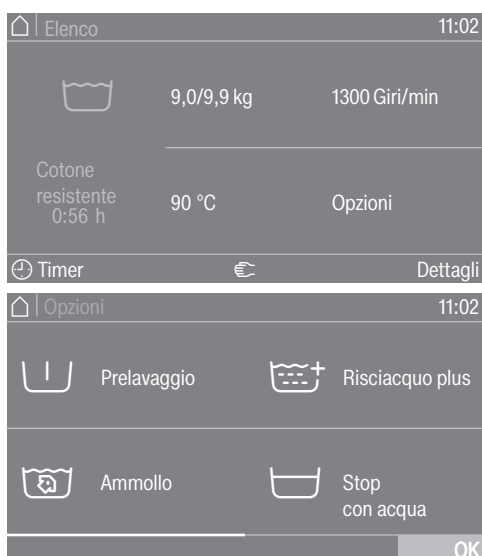 Elenco 11:02
9,0/9,9 kg 1300 Giri/min
Cotone
resistente
0:56 h
90 °C Opzioni
Timer Dettagli
Opzioni 11:02
Prelavaggio Risciacquo plus
Ammollo Stop
con acqua
OK